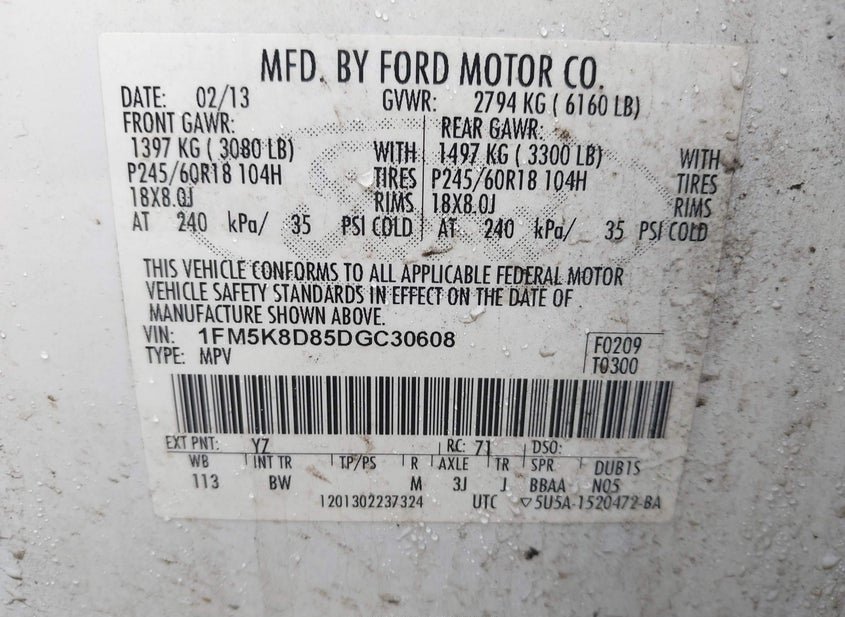 MFD. BY FORD MOTOR CO.
DATE: 02/13 GVWR: 2794 KG ( 6160 LB)
FRONT GAWR: REAR GAWR:
1397 KG ( 3080 LB) WITH 1497 KG ( 3300 LB) WITH
P245/60R18 104H TIRES P245/60R18 104H TIRES
18X8.0J RIMS 18X8.0J RIMS
AT 240 kPa/ 35 PSI COLD AT 240 kPa/ 35 PSI COLD
THIS VEHICLE CONFORMS TO ALL APPLICABLE FEDERAL MOTOR
VEHICLE SAFETY STANDARDS IN EFFECT ON THE DATE OF
MANUFACTURE SHOWN ABOVE.
VIN: 1FM5K8D85DGC30608 F0209
TYPE: MPV T0300
EXT PNT: Y7 RC: 71 DSO:
WB INT TR TP/PS R AXLE TR SPR DUB1S
113 BW M 3J J BBAA N05
1201302237324 UTC ▽5U5A-1520472-BA